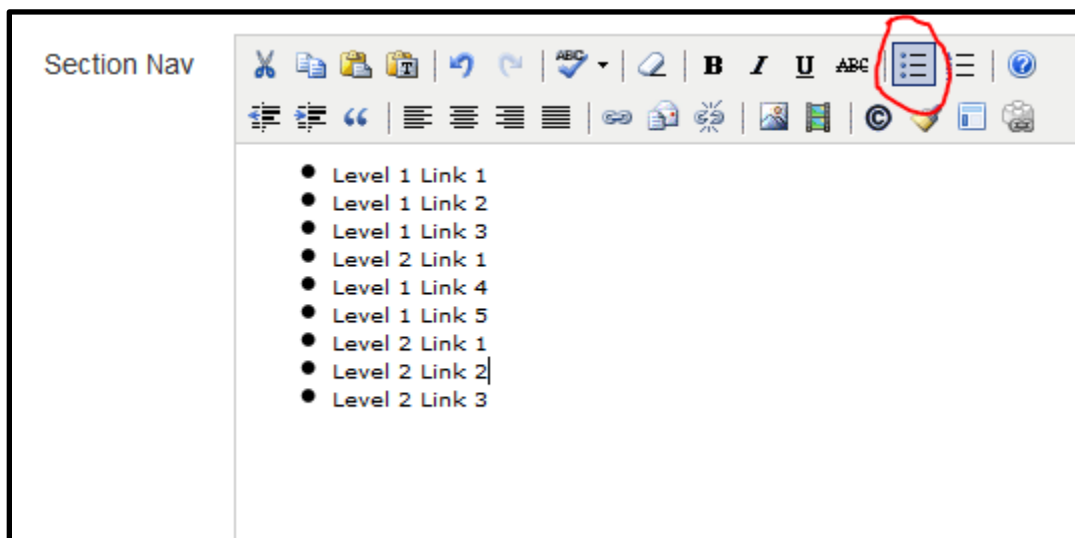 Section Nav
ABC
B I U ABC
T
©
Level 1 Link 1
Level 1 Link 2
Level 1 Link 3
Level 2 Link 1
Level 1 Link 4
Level 1 Link 5
Level 2 Link 1
Level 2 Link 2
Level 2 Link 3